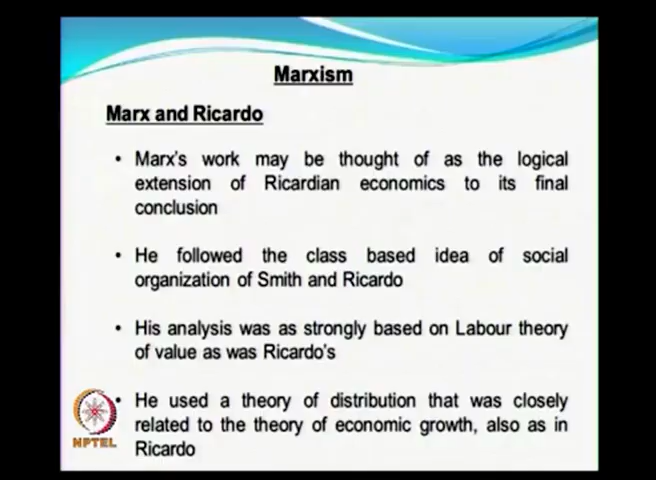 Marxism
Marx and Ricardo
• Marx's work may be thought of as the logical
extension of Ricardian economics to its final
conclusion
• He followed the class based idea of social
organization of Smith and Ricardo
• His analysis was as strongly based on Labour theory
of value as was Ricardo's
• He used a theory of distribution that was closely
related to the theory of economic growth, also as in
Ricardo
NPTEL